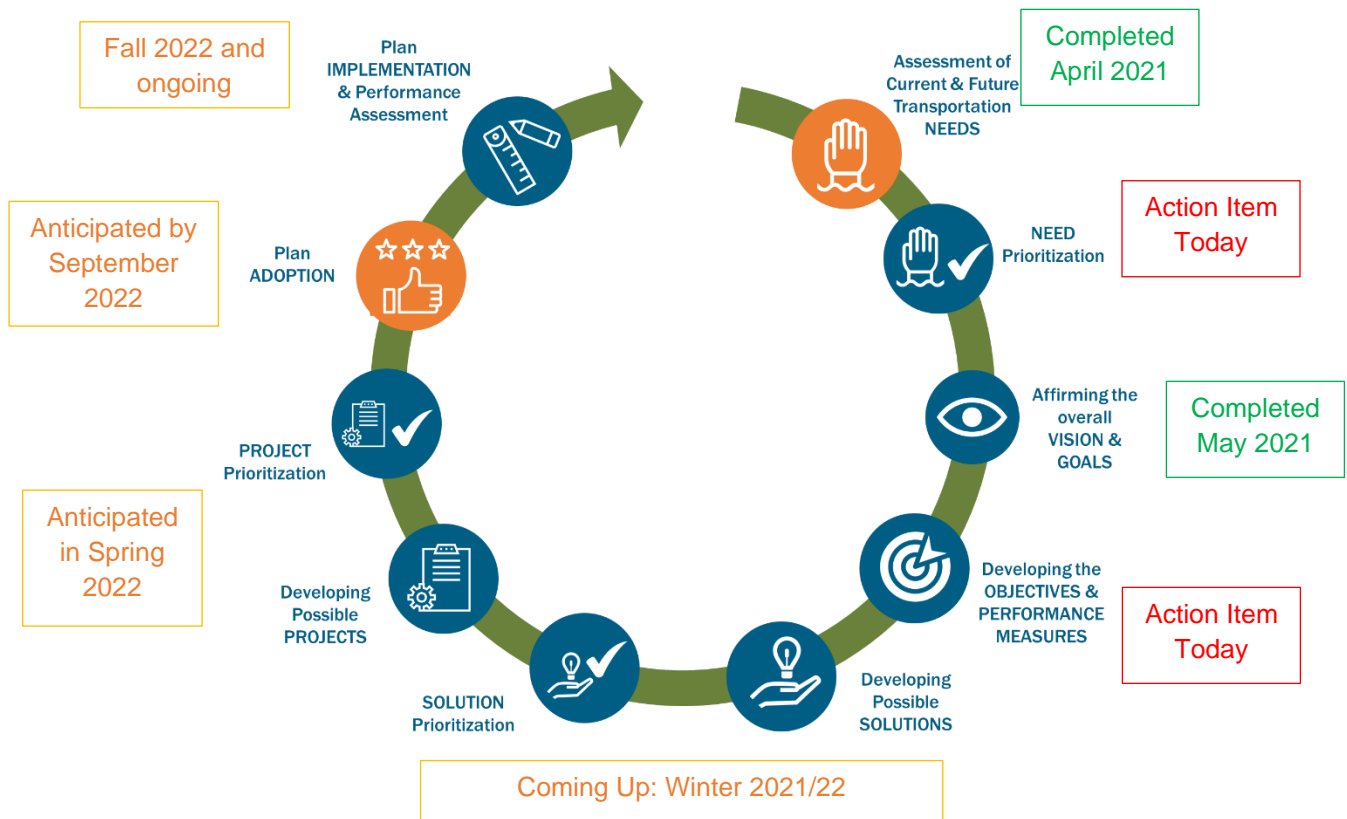 Fall 2022 and
ongoing
Plan
IMPLEMENTATION
& Performance
Assessment
Assessment of
Current & Future
Transportation
NEEDS
Completed
April 2021
NEED
Prioritization
Action Item
Today
Affirming the
overall
VISION &
GOALS
Completed
May 2021
Developing the
OBJECTIVES &
PERFORMANCE
MEASURES
Action Item
Today
Developing
Possible
SOLUTIONS
Coming Up: Winter 2021/22
SOLUTION
Prioritization
Developing
Possible
PROJECTS
Anticipated
in Spring
2022
PROJECT
Prioritization
Plan
ADOPTION
Anticipated by
September
2022